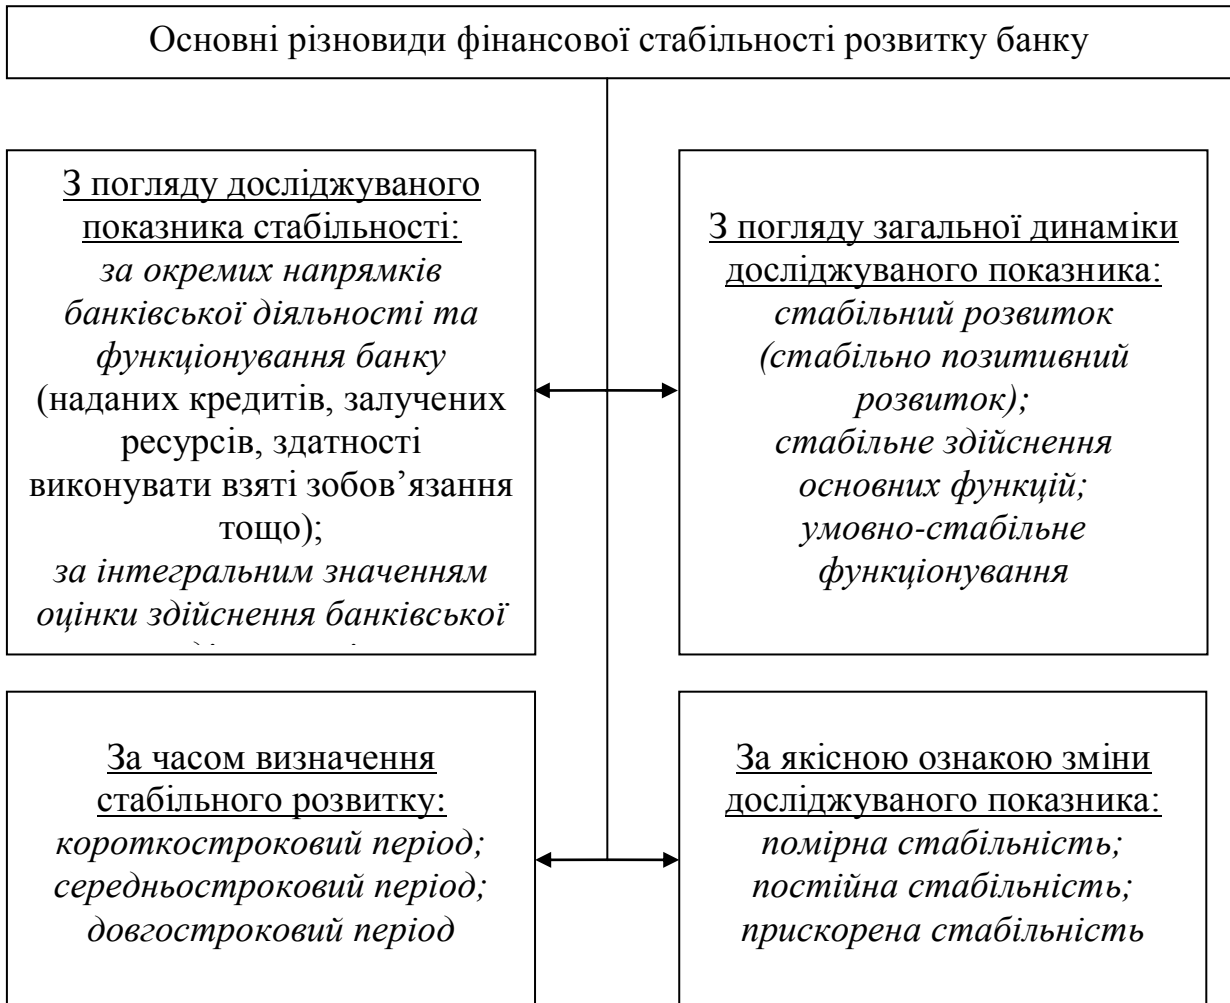 Основні різновиди фінансової стабільності розвитку банку
З погляду досліджуваного
показника стабільності:
за окремих напрямків
банківської діяльності та
функціонування банку
(наданих кредитів, залучених
ресурсів, здатності
виконувати взяті зобов’язання
тощо);
за інтегральним значенням
оцінки здійснення банківської
З погляду загальної динаміки
досліджуваного показника:
стабільний розвиток
(стабільно позитивний
розвиток);
стабільне здійснення
основних функцій;
умовно-стабільне
функціонування
За часом визначення
стабільного розвитку:
короткостроковий період;
середньостроковий період;
довгостроковий період
За якісною ознакою зміни
досліджуваного показника:
помірна стабільність;
постійна стабільність;
прискорена стабільність